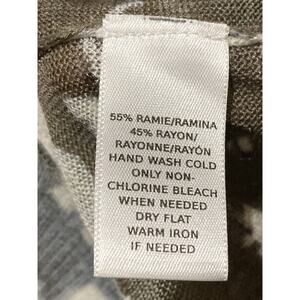 55% RAMIE/RAMINA
45% RAYON/
RAYONNE/RAYÓN
HAND WASH COLD
ONLY NON-
CHLORINE BLEACH
WHEN NEEDED
DRY FLAT
WARM IRON
IF NEEDED